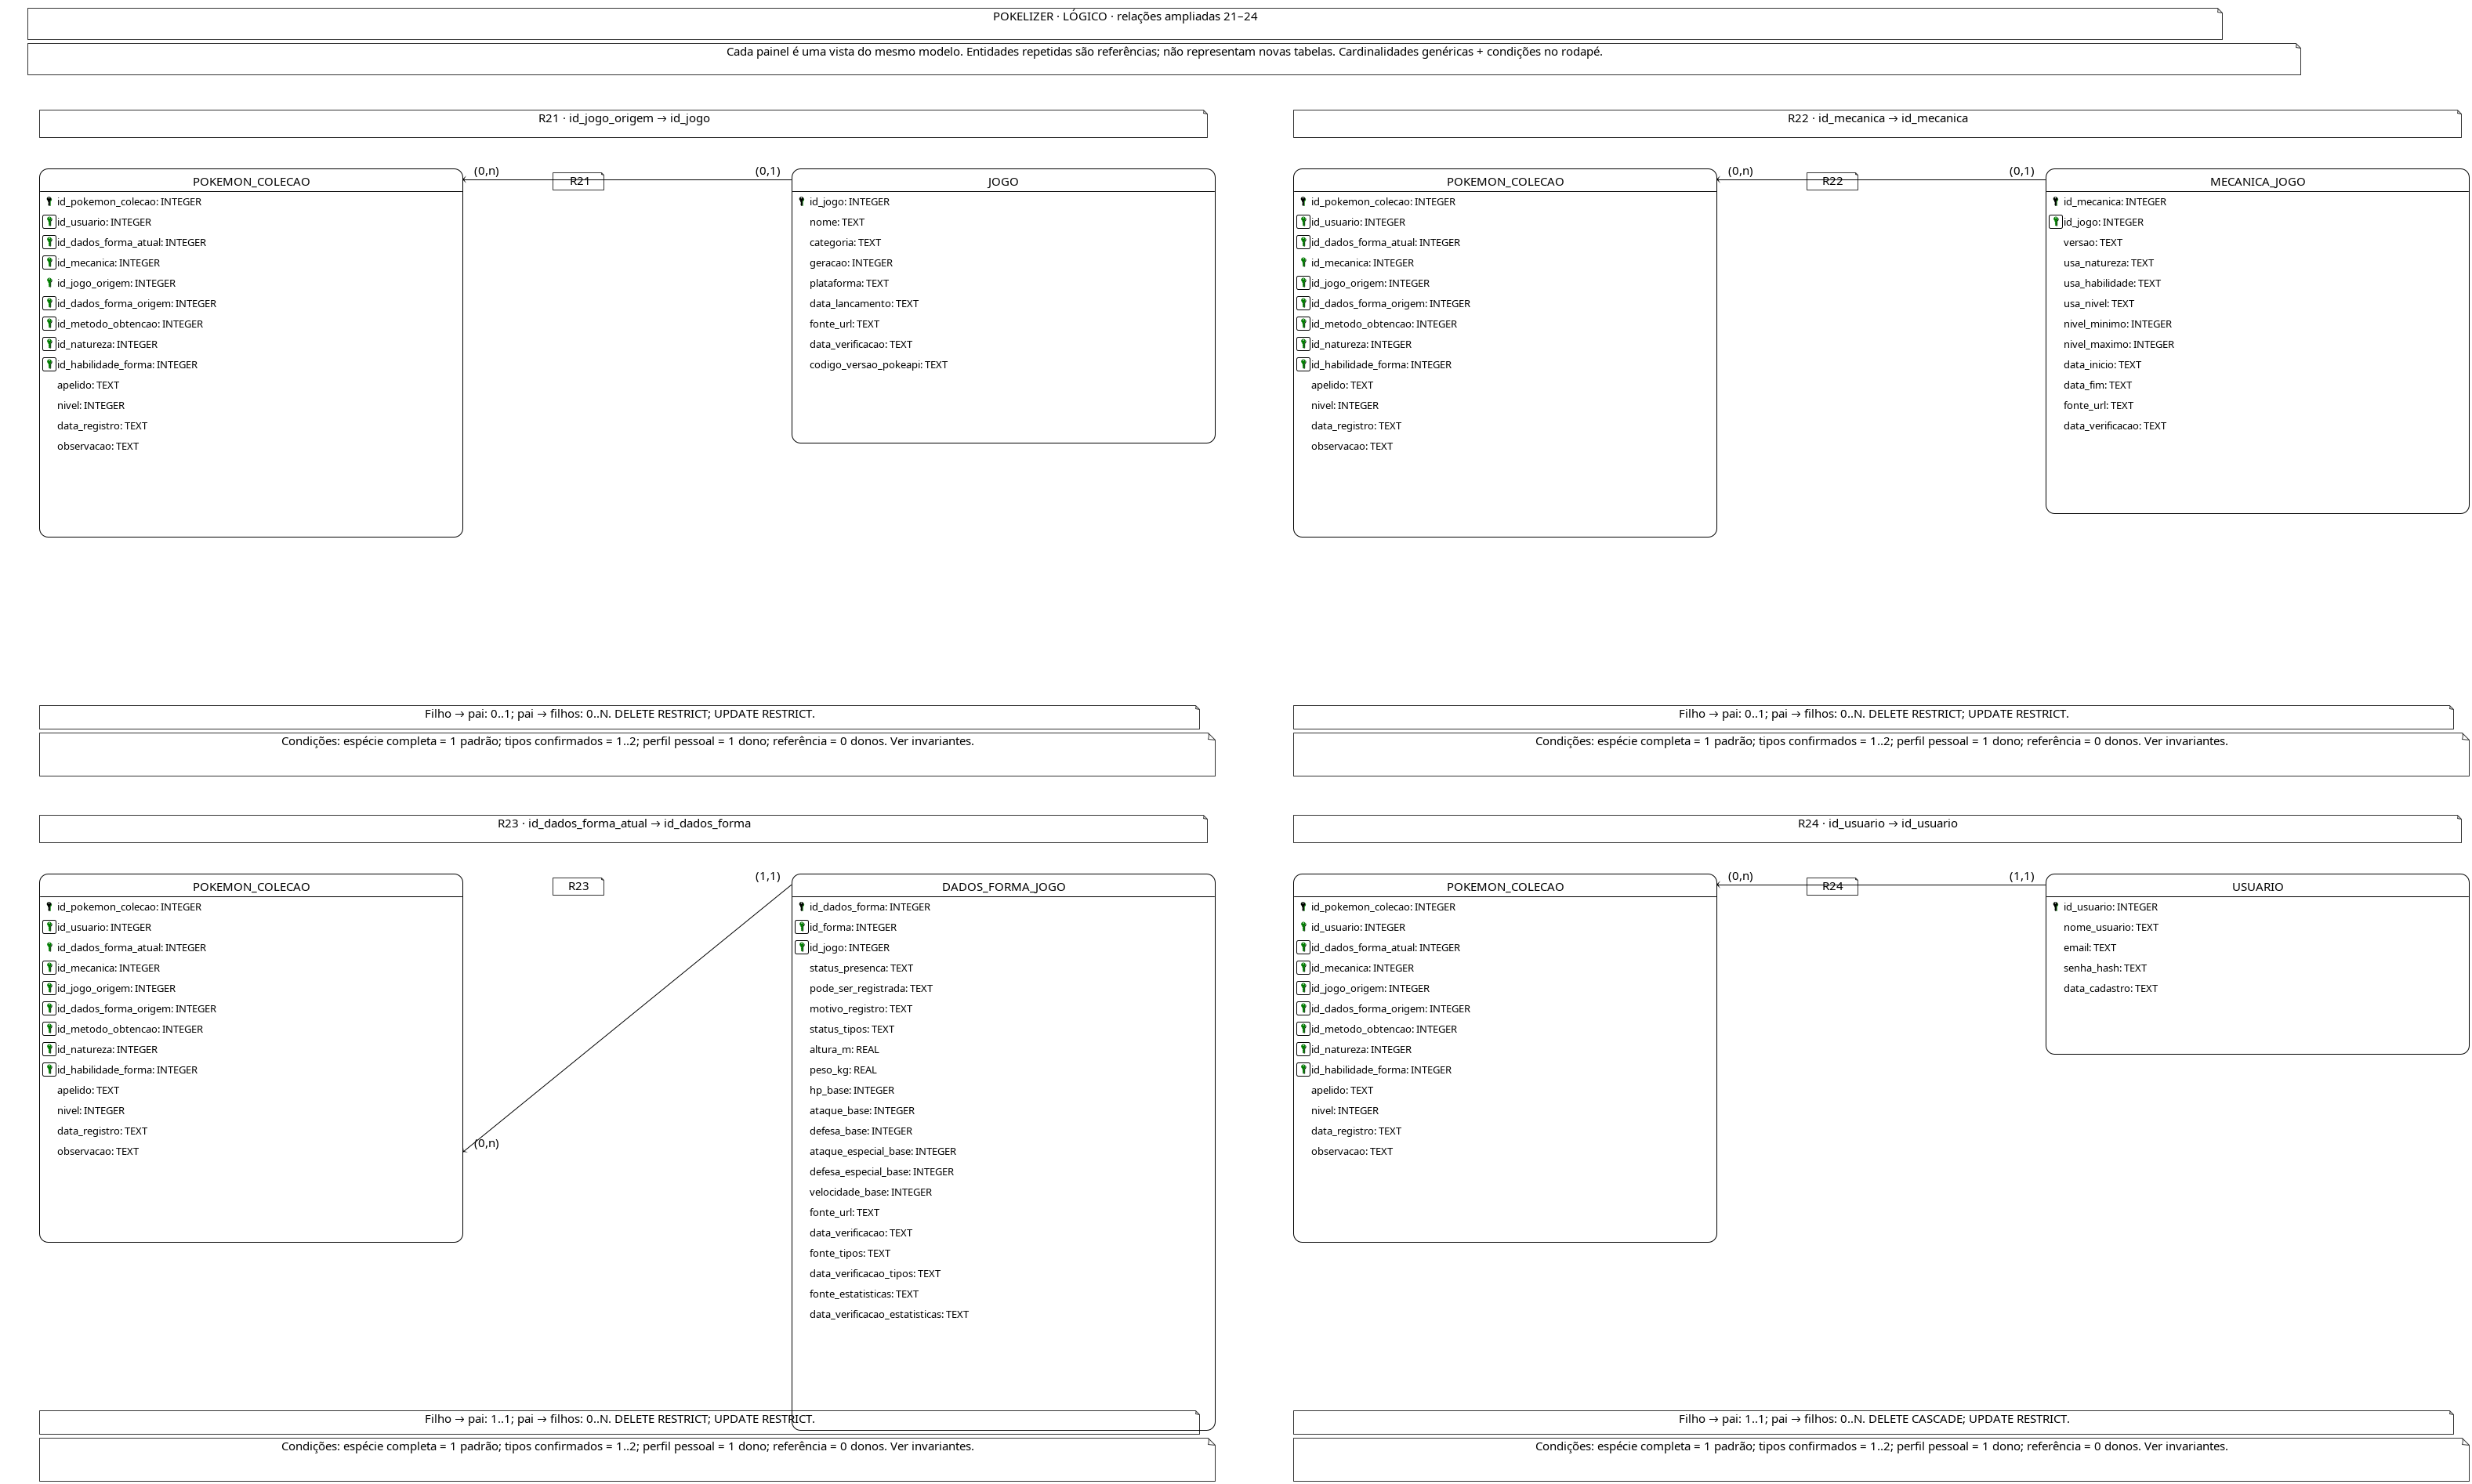 POKELIZER · LÓGICO · relações ampliadas 21–24
Cada painel é uma vista do mesmo modelo. Entidades repetidas são referências; não representam novas tabelas. Cardinalidades genéricas + condições no rodapé.
R21 · id_jogo_origem → id_jogo
POKEMON_COLECAO
id_pokemon_colecao: INTEGER
id_usuario: INTEGER
id_dados_forma_atual: INTEGER
id_mecanica: INTEGER
id_jogo_origem: INTEGER
id_dados_forma_origem: INTEGER
id_metodo_obtencao: INTEGER
id_natureza: INTEGER
id_habilidade_forma: INTEGER
apelido: TEXT
nivel: INTEGER
data_registro: TEXT
observacao: TEXT
(0,n)
R21
(0,1)
JOGO
id_jogo: INTEGER
nome: TEXT
categoria: TEXT
geracao: INTEGER
plataforma: TEXT
data_lancamento: TEXT
fonte_url: TEXT
data_verificacao: TEXT
codigo_versao_pokeapi: TEXT
Filho → pai: 0..1; pai → filhos: 0..N. DELETE RESTRICT; UPDATE RESTRICT.
Condições: espécie completa = 1 padrão; tipos confirmados = 1..2; perfil pessoal = 1 dono; referência = 0 donos. Ver invariantes.
R22 · id_mecanica → id_mecanica
POKEMON_COLECAO
id_pokemon_colecao: INTEGER
id_usuario: INTEGER
id_dados_forma_atual: INTEGER
id_mecanica: INTEGER
id_jogo_origem: INTEGER
id_dados_forma_origem: INTEGER
id_metodo_obtencao: INTEGER
id_natureza: INTEGER
id_habilidade_forma: INTEGER
apelido: TEXT
nivel: INTEGER
data_registro: TEXT
observacao: TEXT
(0,n)
R22
(0,1)
MECANICA_JOGO
id_mecanica: INTEGER
id_jogo: INTEGER
versao: TEXT
usa_natureza: TEXT
usa_habilidade: TEXT
usa_nivel: TEXT
nivel_minimo: INTEGER
nivel_maximo: INTEGER
data_inicio: TEXT
data_fim: TEXT
fonte_url: TEXT
data_verificacao: TEXT
Filho → pai: 0..1; pai → filhos: 0..N. DELETE RESTRICT; UPDATE RESTRICT.
Condições: espécie completa = 1 padrão; tipos confirmados = 1..2; perfil pessoal = 1 dono; referência = 0 donos. Ver invariantes.
R23 · id_dados_forma_atual → id_dados_forma
POKEMON_COLECAO
id_pokemon_colecao: INTEGER
id_usuario: INTEGER
id_dados_forma_atual: INTEGER
id_mecanica: INTEGER
id_jogo_origem: INTEGER
id_dados_forma_origem: INTEGER
id_metodo_obtencao: INTEGER
id_natureza: INTEGER
id_habilidade_forma: INTEGER
apelido: TEXT
nivel: INTEGER
data_registro: TEXT
observacao: TEXT
R23
(1,1)
(0,n)
DADOS_FORMA_JOGO
id_dados_forma: INTEGER
id_forma: INTEGER
id_jogo: INTEGER
status_presenca: TEXT
pode_ser_registrada: TEXT
motivo_registro: TEXT
status_tipos: TEXT
altura_m: REAL
peso_kg: REAL
hp_base: INTEGER
ataque_base: INTEGER
defesa_base: INTEGER
ataque_especial_base: INTEGER
defesa_especial_base: INTEGER
velocidade_base: INTEGER
fonte_url: TEXT
data_verificacao: TEXT
fonte_tipos: TEXT
data_verificacao_tipos: TEXT
fonte_estatisticas: TEXT
data_verificacao_estatisticas: TEXT
Filho → pai: 1..1; pai → filhos: 0..N. DELETE RESTRICT; UPDATE RESTRICT.
Condições: espécie completa = 1 padrão; tipos confirmados = 1..2; perfil pessoal = 1 dono; referência = 0 donos. Ver invariantes.
R24 · id_usuario → id_usuario
POKEMON_COLECAO
id_pokemon_colecao: INTEGER
id_usuario: INTEGER
id_dados_forma_atual: INTEGER
id_mecanica: INTEGER
id_jogo_origem: INTEGER
id_dados_forma_origem: INTEGER
id_metodo_obtencao: INTEGER
id_natureza: INTEGER
id_habilidade_forma: INTEGER
apelido: TEXT
nivel: INTEGER
data_registro: TEXT
observacao: TEXT
(0,n)
R24
(1,1)
USUARIO
id_usuario: INTEGER
nome_usuario: TEXT
email: TEXT
senha_hash: TEXT
data_cadastro: TEXT
Filho → pai: 1..1; pai → filhos: 0..N. DELETE CASCADE; UPDATE RESTRICT.
Condições: espécie completa = 1 padrão; tipos confirmados = 1..2; perfil pessoal = 1 dono; referência = 0 donos. Ver invariantes.